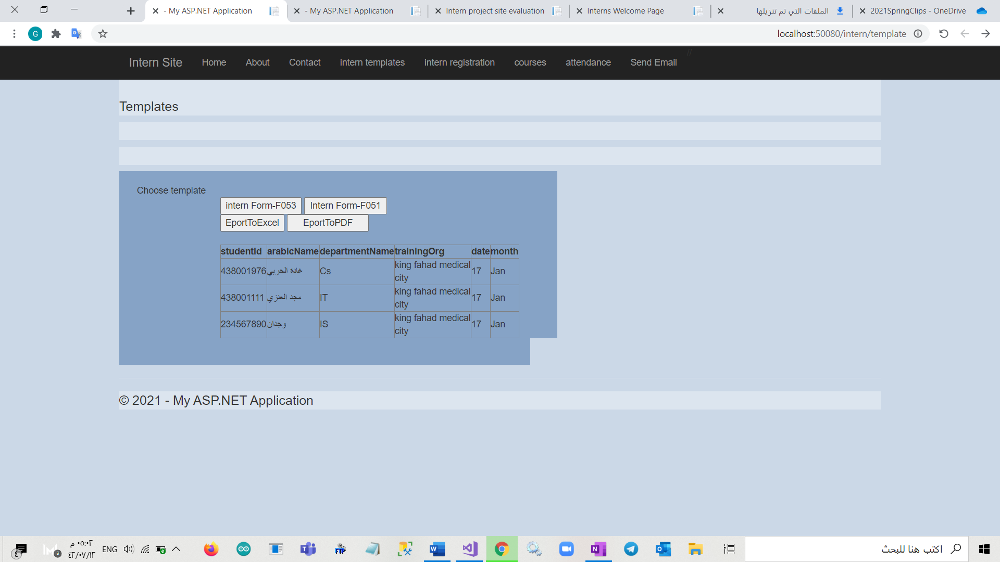 - My ASP.NET Application
- My ASP.NET Application
Intern project site evaluation
Interns Welcome Page
الملفات التي تم تنزيلها
2021SpringClips - OneDrive
G
localhost:50080/intern/template
Intern Site
Home
About
Contact
intern templates
intern registration
courses
attendance
Send Email
//
Templates
Choose template
intern Form-F053
Intern Form-F051
EportToExcel
EportToPDF
studentId arabicName departmentName trainingOrg date month
438001976 غادة الحربي Cs king fahad medical city 17 Jan
438001111 مجد العنزي IT king fahad medical city 17 Jan
234567890 وجدان IS king fahad medical city 17 Jan
© 2021 - My ASP.NET Application
٠٥:٠٢ م
٤٢/٠٧/١٢
ENG
FTP
اكتب هنا للبحث